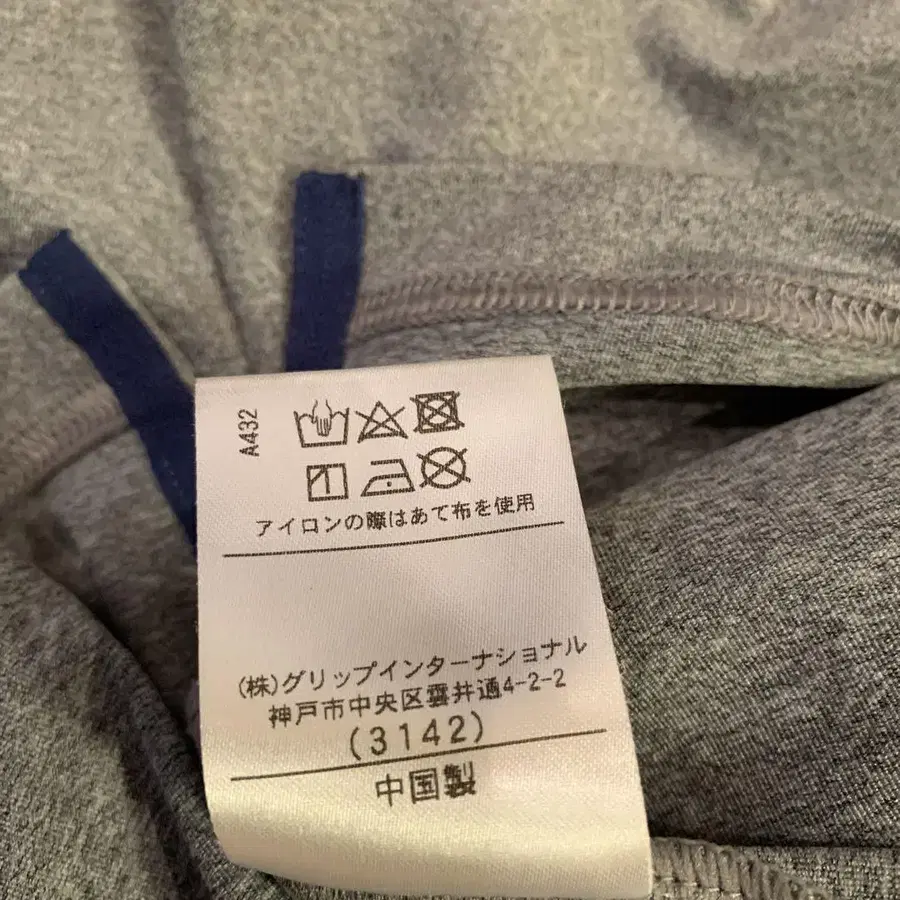 A432
アイロンの際はあて布を使用
(株)グリップインターナショナル
神戸市中央区雲井通4-2-2
(3142)
中国製